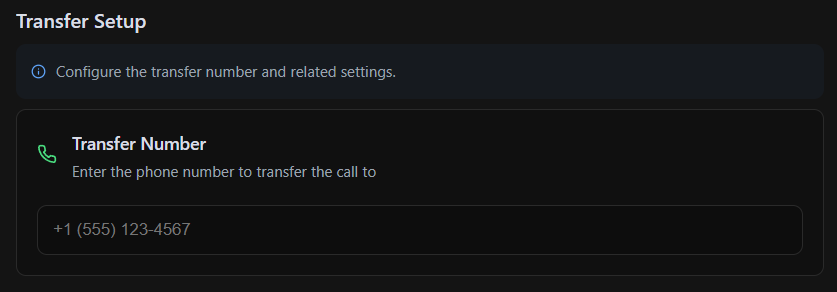 Transfer Setup
Configure the transfer number and related settings.
Transfer Number
Enter the phone number to transfer the call to
+1 (555) 123-4567